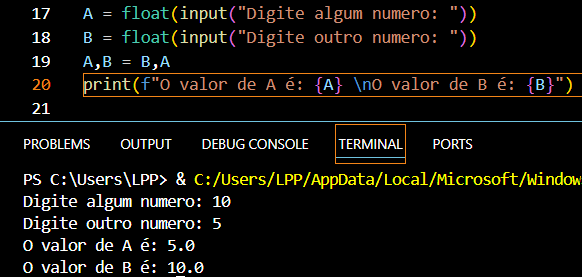 17 A = float(input("Digite algum numero: "))
18 B = float(input("Digite outro numero: "))
19 A,B = B,A
20 print(f"O valor de A é: {A} \nO valor de B é: {B}")
21
PROBLEMS OUTPUT DEBUG CONSOLE TERMINAL PORTS
PS C:\Users\LPP> & C:/Users/LPP/AppData/Local/Microsoft/Window
Digite algum numero: 10
Digite outro numero: 5
O valor de A é: 5.0
O valor de B é: 10.0